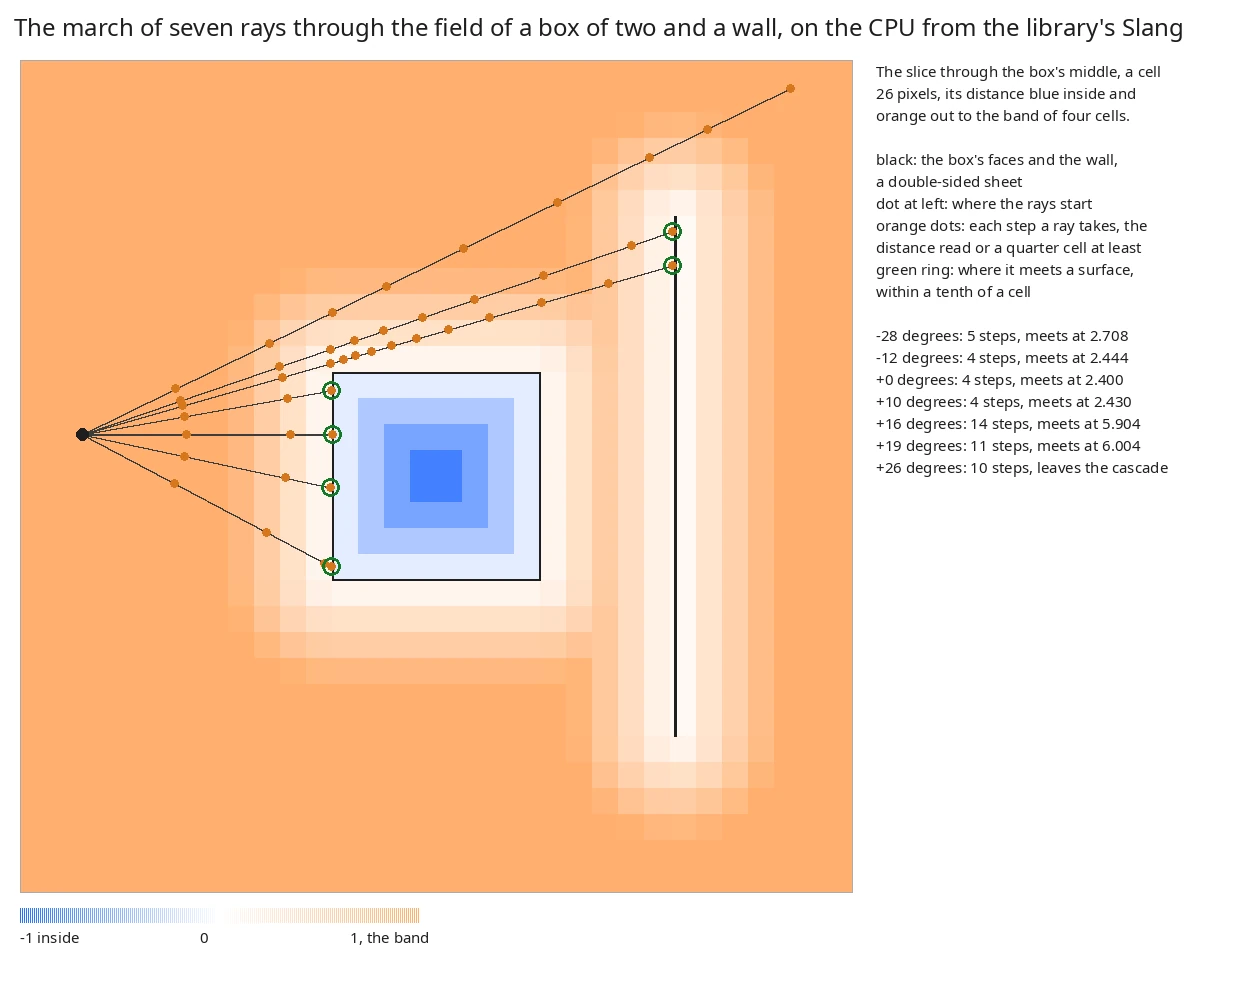 The march of seven rays through the field of a box of two and a wall, on the CPU from the library's Slang
The slice through the box's middle, a cell
26 pixels, its distance blue inside and
orange out to the band of four cells.
black: the box's faces and the wall,
a double-sided sheet
dot at left: where the rays start
orange dots: each step a ray takes, the
distance read or a quarter cell at least
green ring: where it meets a surface,
within a tenth of a cell
-28 degrees: 5 steps, meets at 2.708
-12 degrees: 4 steps, meets at 2.444
+0 degrees: 4 steps, meets at 2.400
+10 degrees: 4 steps, meets at 2.430
+16 degrees: 14 steps, meets at 5.904
+19 degrees: 11 steps, meets at 6.004
+26 degrees: 10 steps, leaves the cascade
-1 inside 0 1, the band